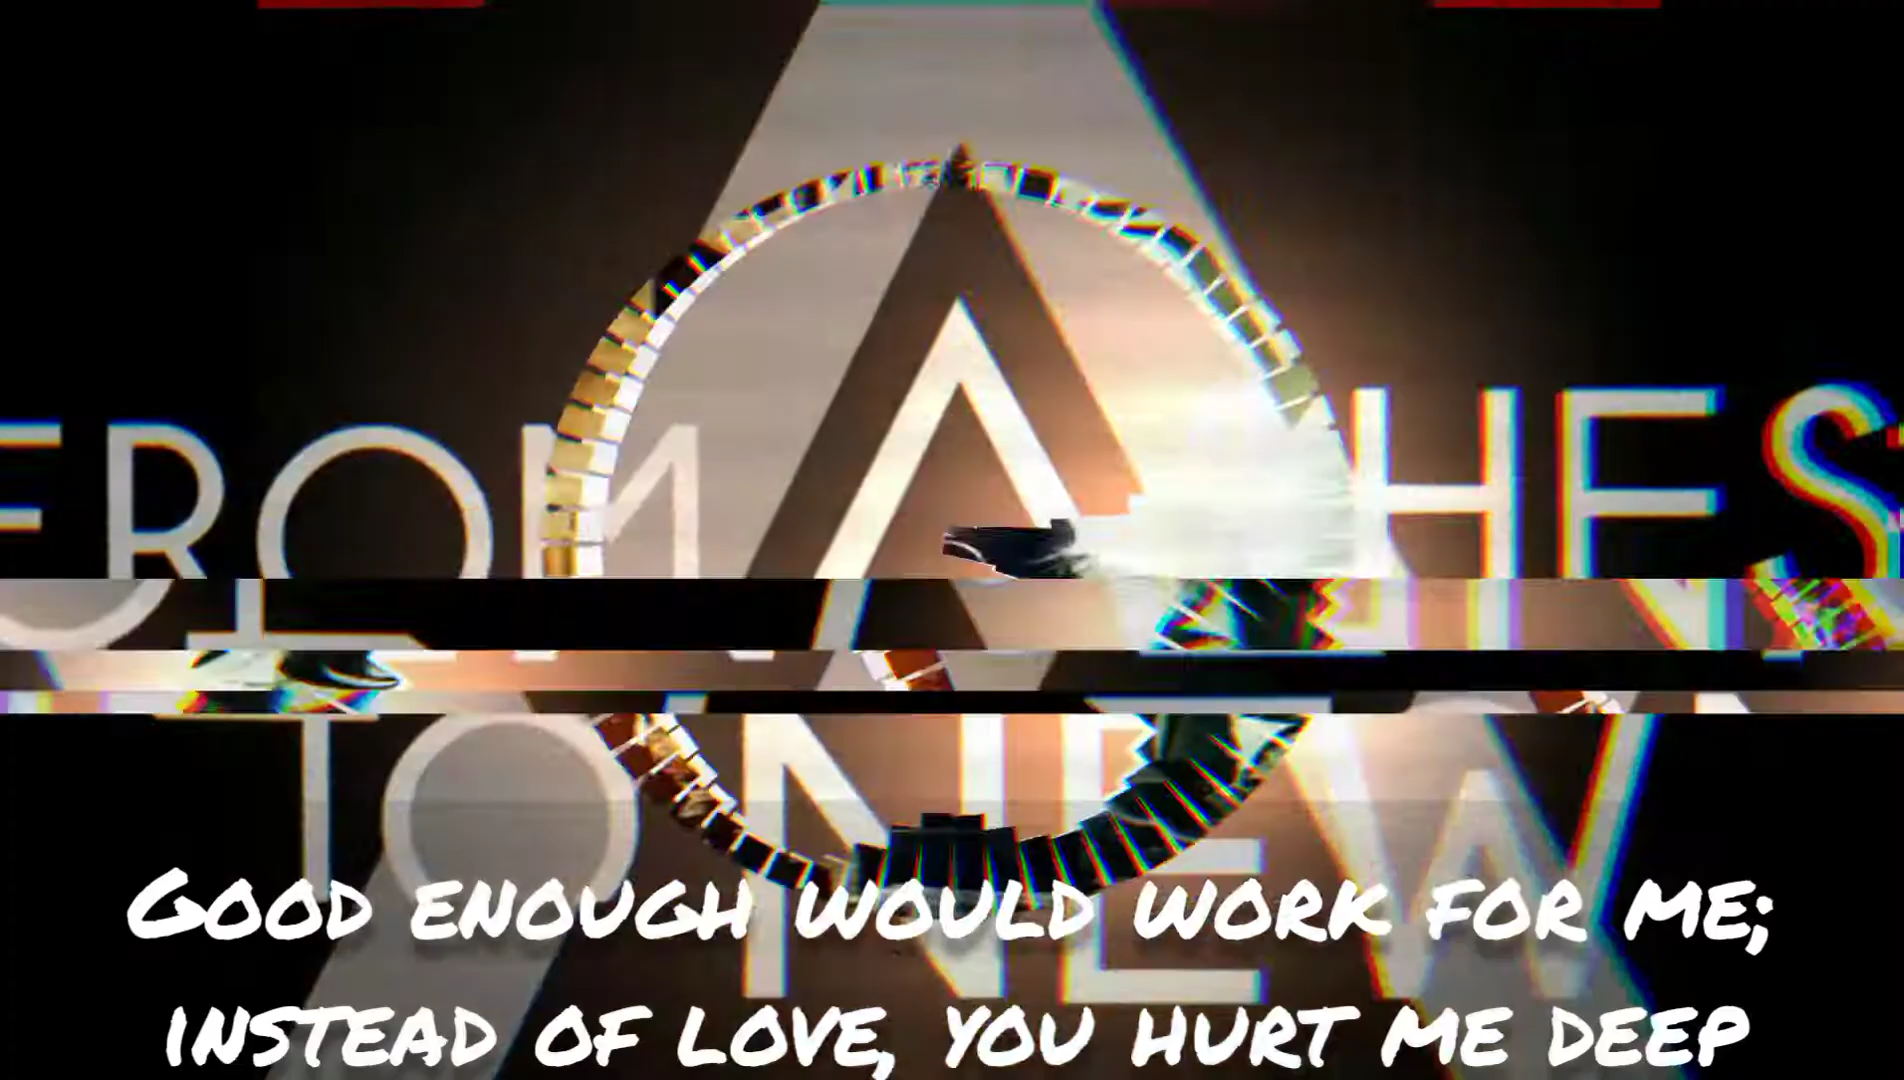 FROM ASHES
TO NEW
GOOD ENOUGH WOULD WORK FOR ME;
INSTEAD OF LOVE, YOU HURT ME DEEP